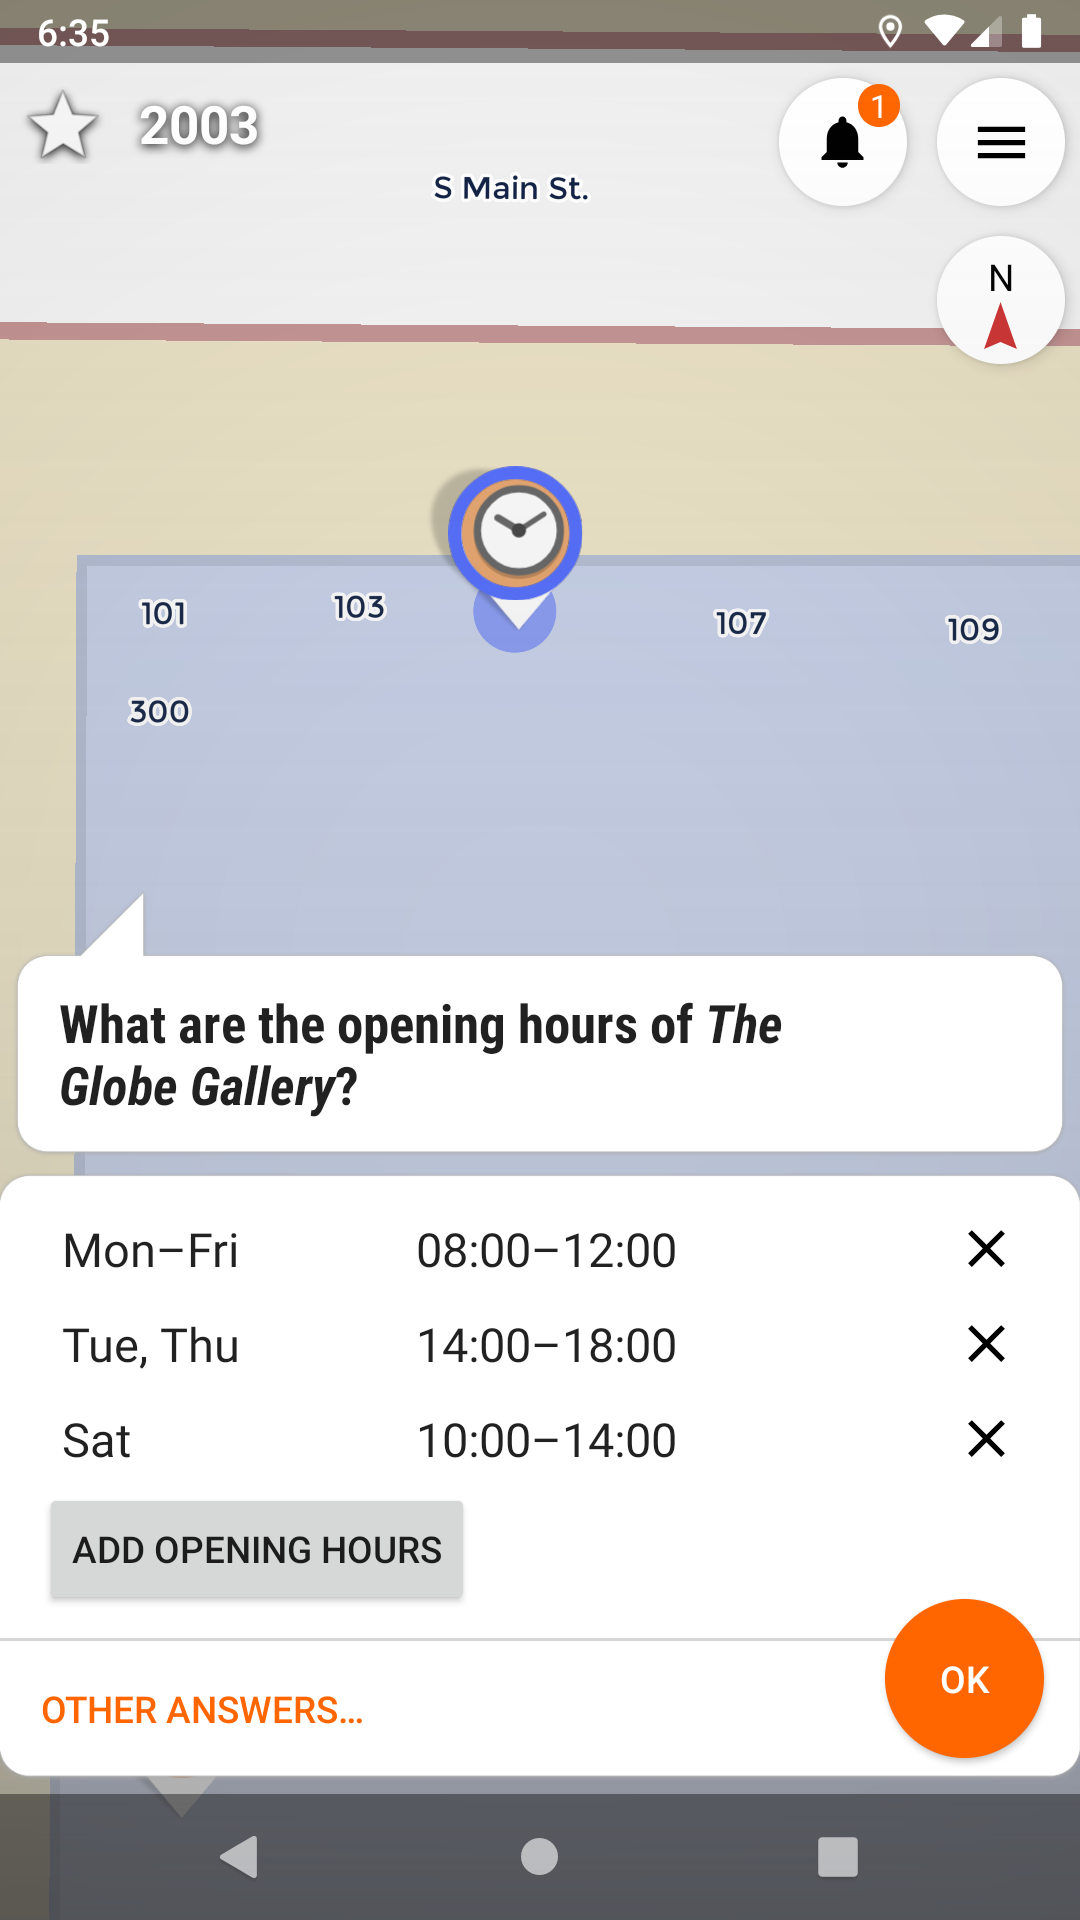 6:35
2003
1
S Main St.
N
101
103
107
109
300
What are the opening hours of The
Globe Gallery?
Mon–Fri 08:00–12:00
Tue, Thu 14:00–18:00
Sat 10:00–14:00
ADD OPENING HOURS
OK
OTHER ANSWERS…